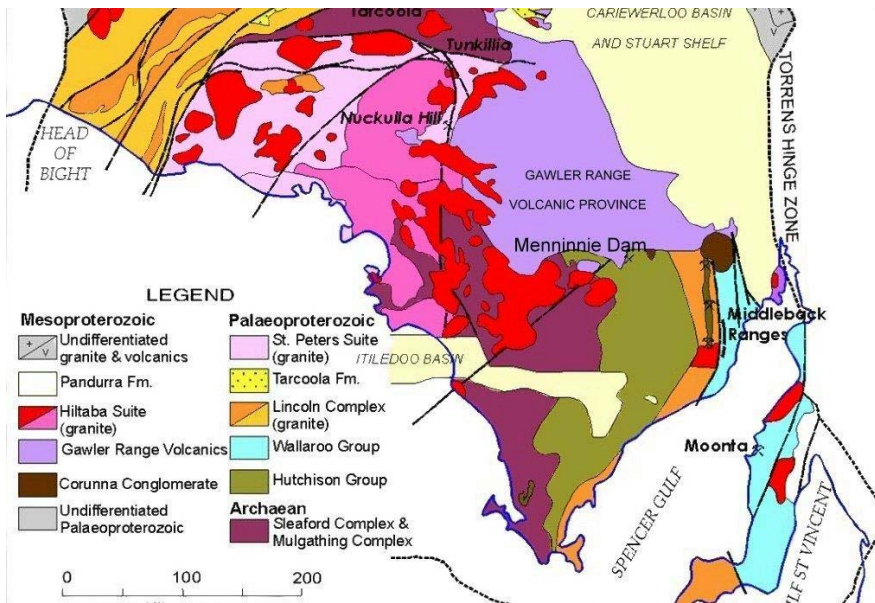 Tarcoola
CARIEWERLOO BASIN
AND STUART SHELF
Tunkillia
TORRENS HINGE ZONE
HEAD
OF
BIGHT
Nuckulla Hill
GAWLER RANGE
VOLCANIC PROVINCE
Menninnie Dam
Middleback
Ranges
ITILEDOO BASIN
Moonta
SPENCER GULF
LF ST VINCENT
LEGEND
Mesoproterozoic
+
v
Undifferentiated
granite & volcanics
Pandurra Fm.
Hiltaba Suite
(granite)
Gawler Range Volcanics
Corunna Conglomerate
Undifferentiated
Palaeoproterozoic
Palaeoproterozoic
St. Peters Suite
(granite)
Tarcoola Fm.
Lincoln Complex
(granite)
Wallaroo Group
Hutchison Group
Archaean
Sleaford Complex &
Mulgathing Complex
0 100 200